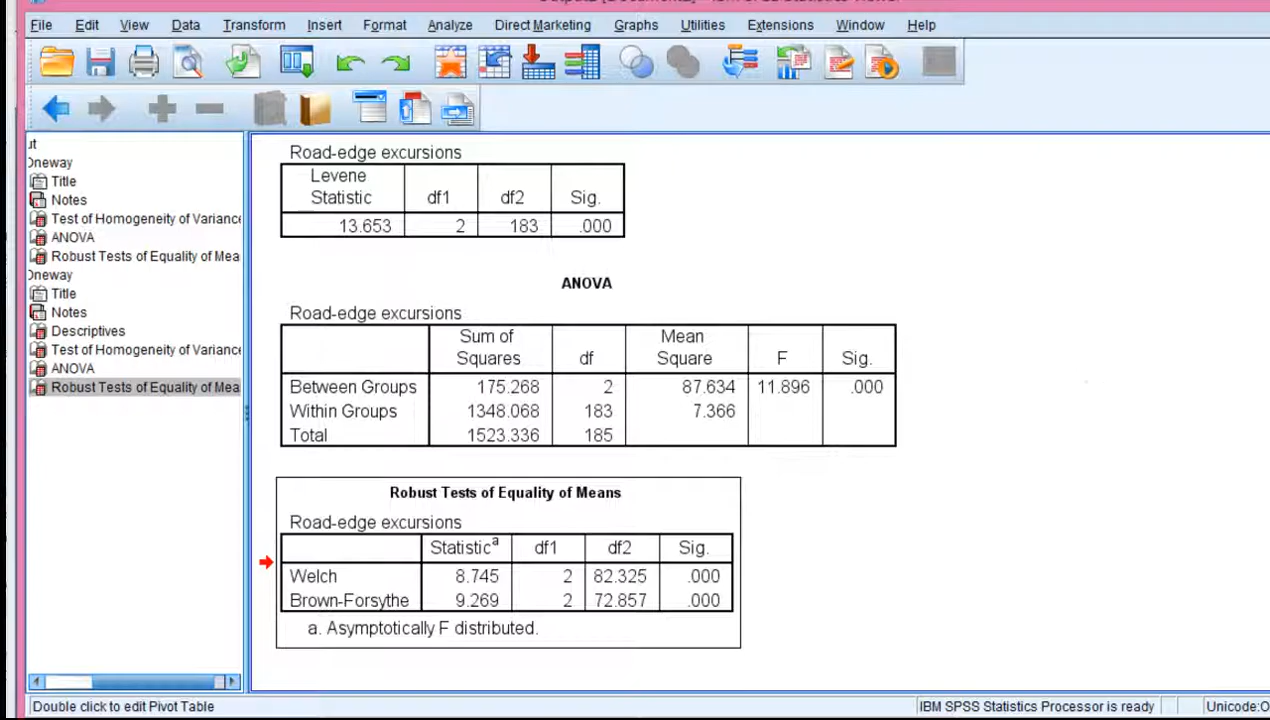 File Edit View Data Transform Insert Format Analyze Direct Marketing Graphs Utilities Extensions Window Help
ut
Oneway
Title
Notes
Test of Homogeneity of Variance
ANOVA
Robust Tests of Equality of Mea
Oneway
Title
Notes
Descriptives
Test of Homogeneity of Variance
ANOVA
Robust Tests of Equality of Mea
Road-edge excursions
Levene
Statistic df1 df2 Sig.
13.653 2 183 .000
ANOVA
Road-edge excursions
Sum of Mean
Squares df Square F Sig.
Between Groups 175.268 2 87.634 11.896 .000
Within Groups 1348.068 183 7.366
Total 1523.336 185
Robust Tests of Equality of Means
Road-edge excursions
Statistic^a df1 df2 Sig.
Welch 8.745 2 82.325 .000
Brown-Forsythe 9.269 2 72.857 .000
a. Asymptotically F distributed.
Double click to edit Pivot Table IBM SPSS Statistics Processor is ready Unicode:O